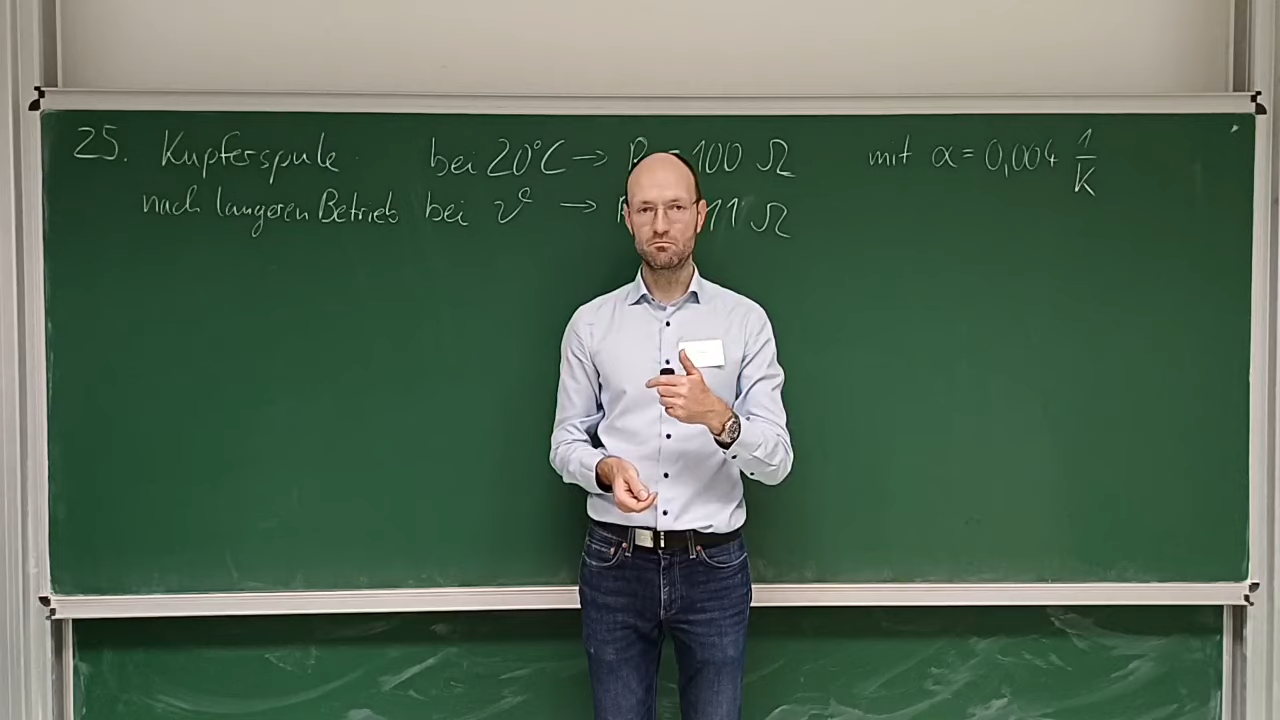 25. Kupferspule bei 20°C → R =100 Ω mit α = 0,004 1/K
nach langeren Betrieb bei ϑ → 11 Ω